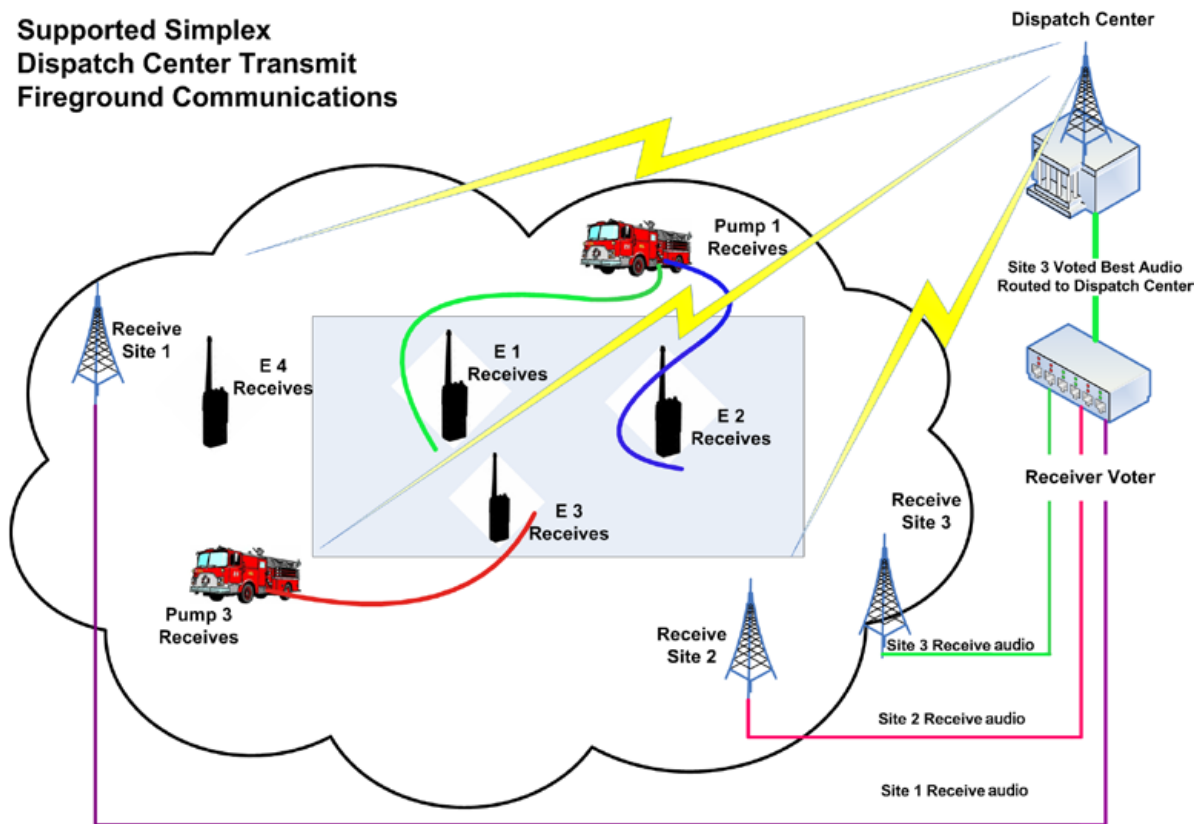 Supported Simplex
Dispatch Center Transmit
Fireground Communications
Dispatch Center
Pump 1
Receives
Site 3 Voted Best Audio
Routed to Dispatch Center
Receive
Site 1
E 4
Receives
E 1
Receives
E 2
Receives
E 3
Receives
Receiver Voter
Receive
Site 3
Pump 3
Receives
Receive
Site 2
Site 3 Receive audio
Site 2 Receive audio
Site 1 Receive audio